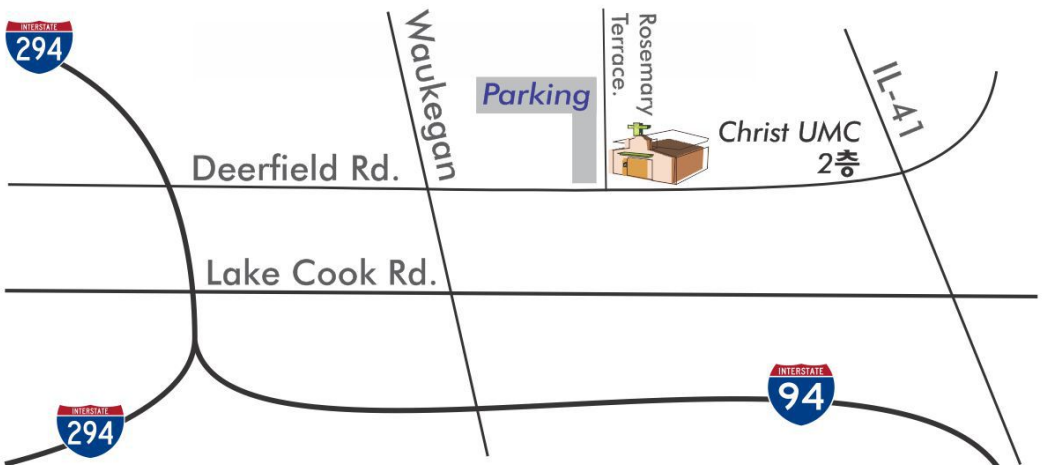 INTERSTATE
294
Waukegan
Rosemary
Terrace.
IL-41
Parking
Christ UMC
2층
Deerfield Rd.
Lake Cook Rd.
INTERSTATE
94
INTERSTATE
294